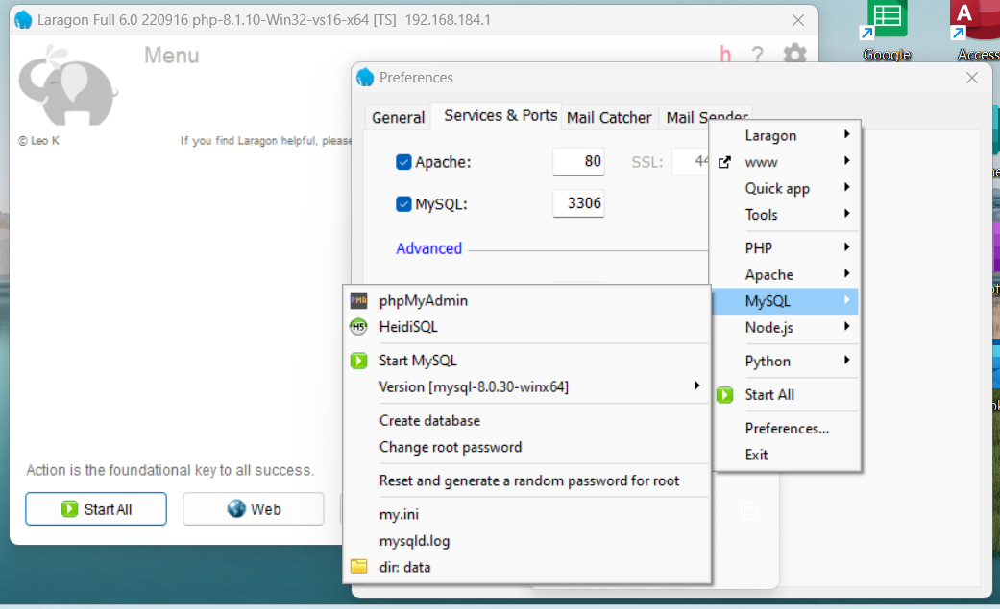 Laragon Full 6.0 220916 php-8.1.10-Win32-vs16-x64 [TS] 192.168.184.1
Google
Access
Menu
h ?
Preferences
© Leo K
If you find Laragon helpful, please
General
Services & Ports
Mail Catcher
Mail Sender
Apache:
80
SSL:
44
MySQL:
3306
Advanced
Laragon
www
Quick app
Tools
PHP
Apache
MySQL
Node.js
Python
Start All
Preferences...
Exit
PMA phpMyAdmin
HS HeidiSQL
Start MySQL
Version [mysql-8.0.30-winx64]
Create database
Change root password
Reset and generate a random password for root
my.ini
mysqld.log
dir: data
Action is the foundational key to all success.
Start All
Web